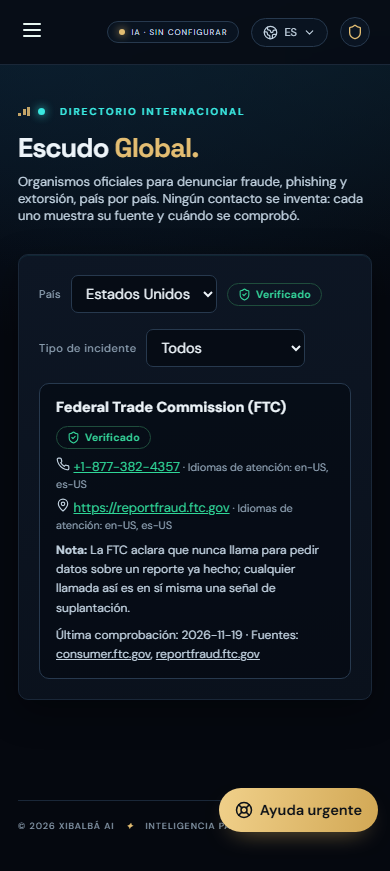 IA · SIN CONFIGURAR
ES
DIRECTORIO INTERNACIONAL
Escudo Global.
Organismos oficiales para denunciar fraude, phishing y
extorsión, país por país. Ningún contacto se inventa: cada
uno muestra su fuente y cuándo se comprobó.
País
Estados Unidos
Verificado
Tipo de incidente
Todos
Federal Trade Commission (FTC)
Verificado
+1-877-382-4357 · Idiomas de atención: en-US,
es-US
https://reportfraud.ftc.gov · Idiomas de
atención: en-US, es-US
Nota: La FTC aclara que nunca llama para pedir
datos sobre un reporte ya hecho; cualquier
llamada así es en sí misma una señal de
suplantación.
Última comprobación: 2026-11-19 · Fuentes:
consumer.ftc.gov, reportfraud.ftc.gov
Ayuda urgente
© 2026 XIBALBÁ AI ✦ INTELIGENCIA